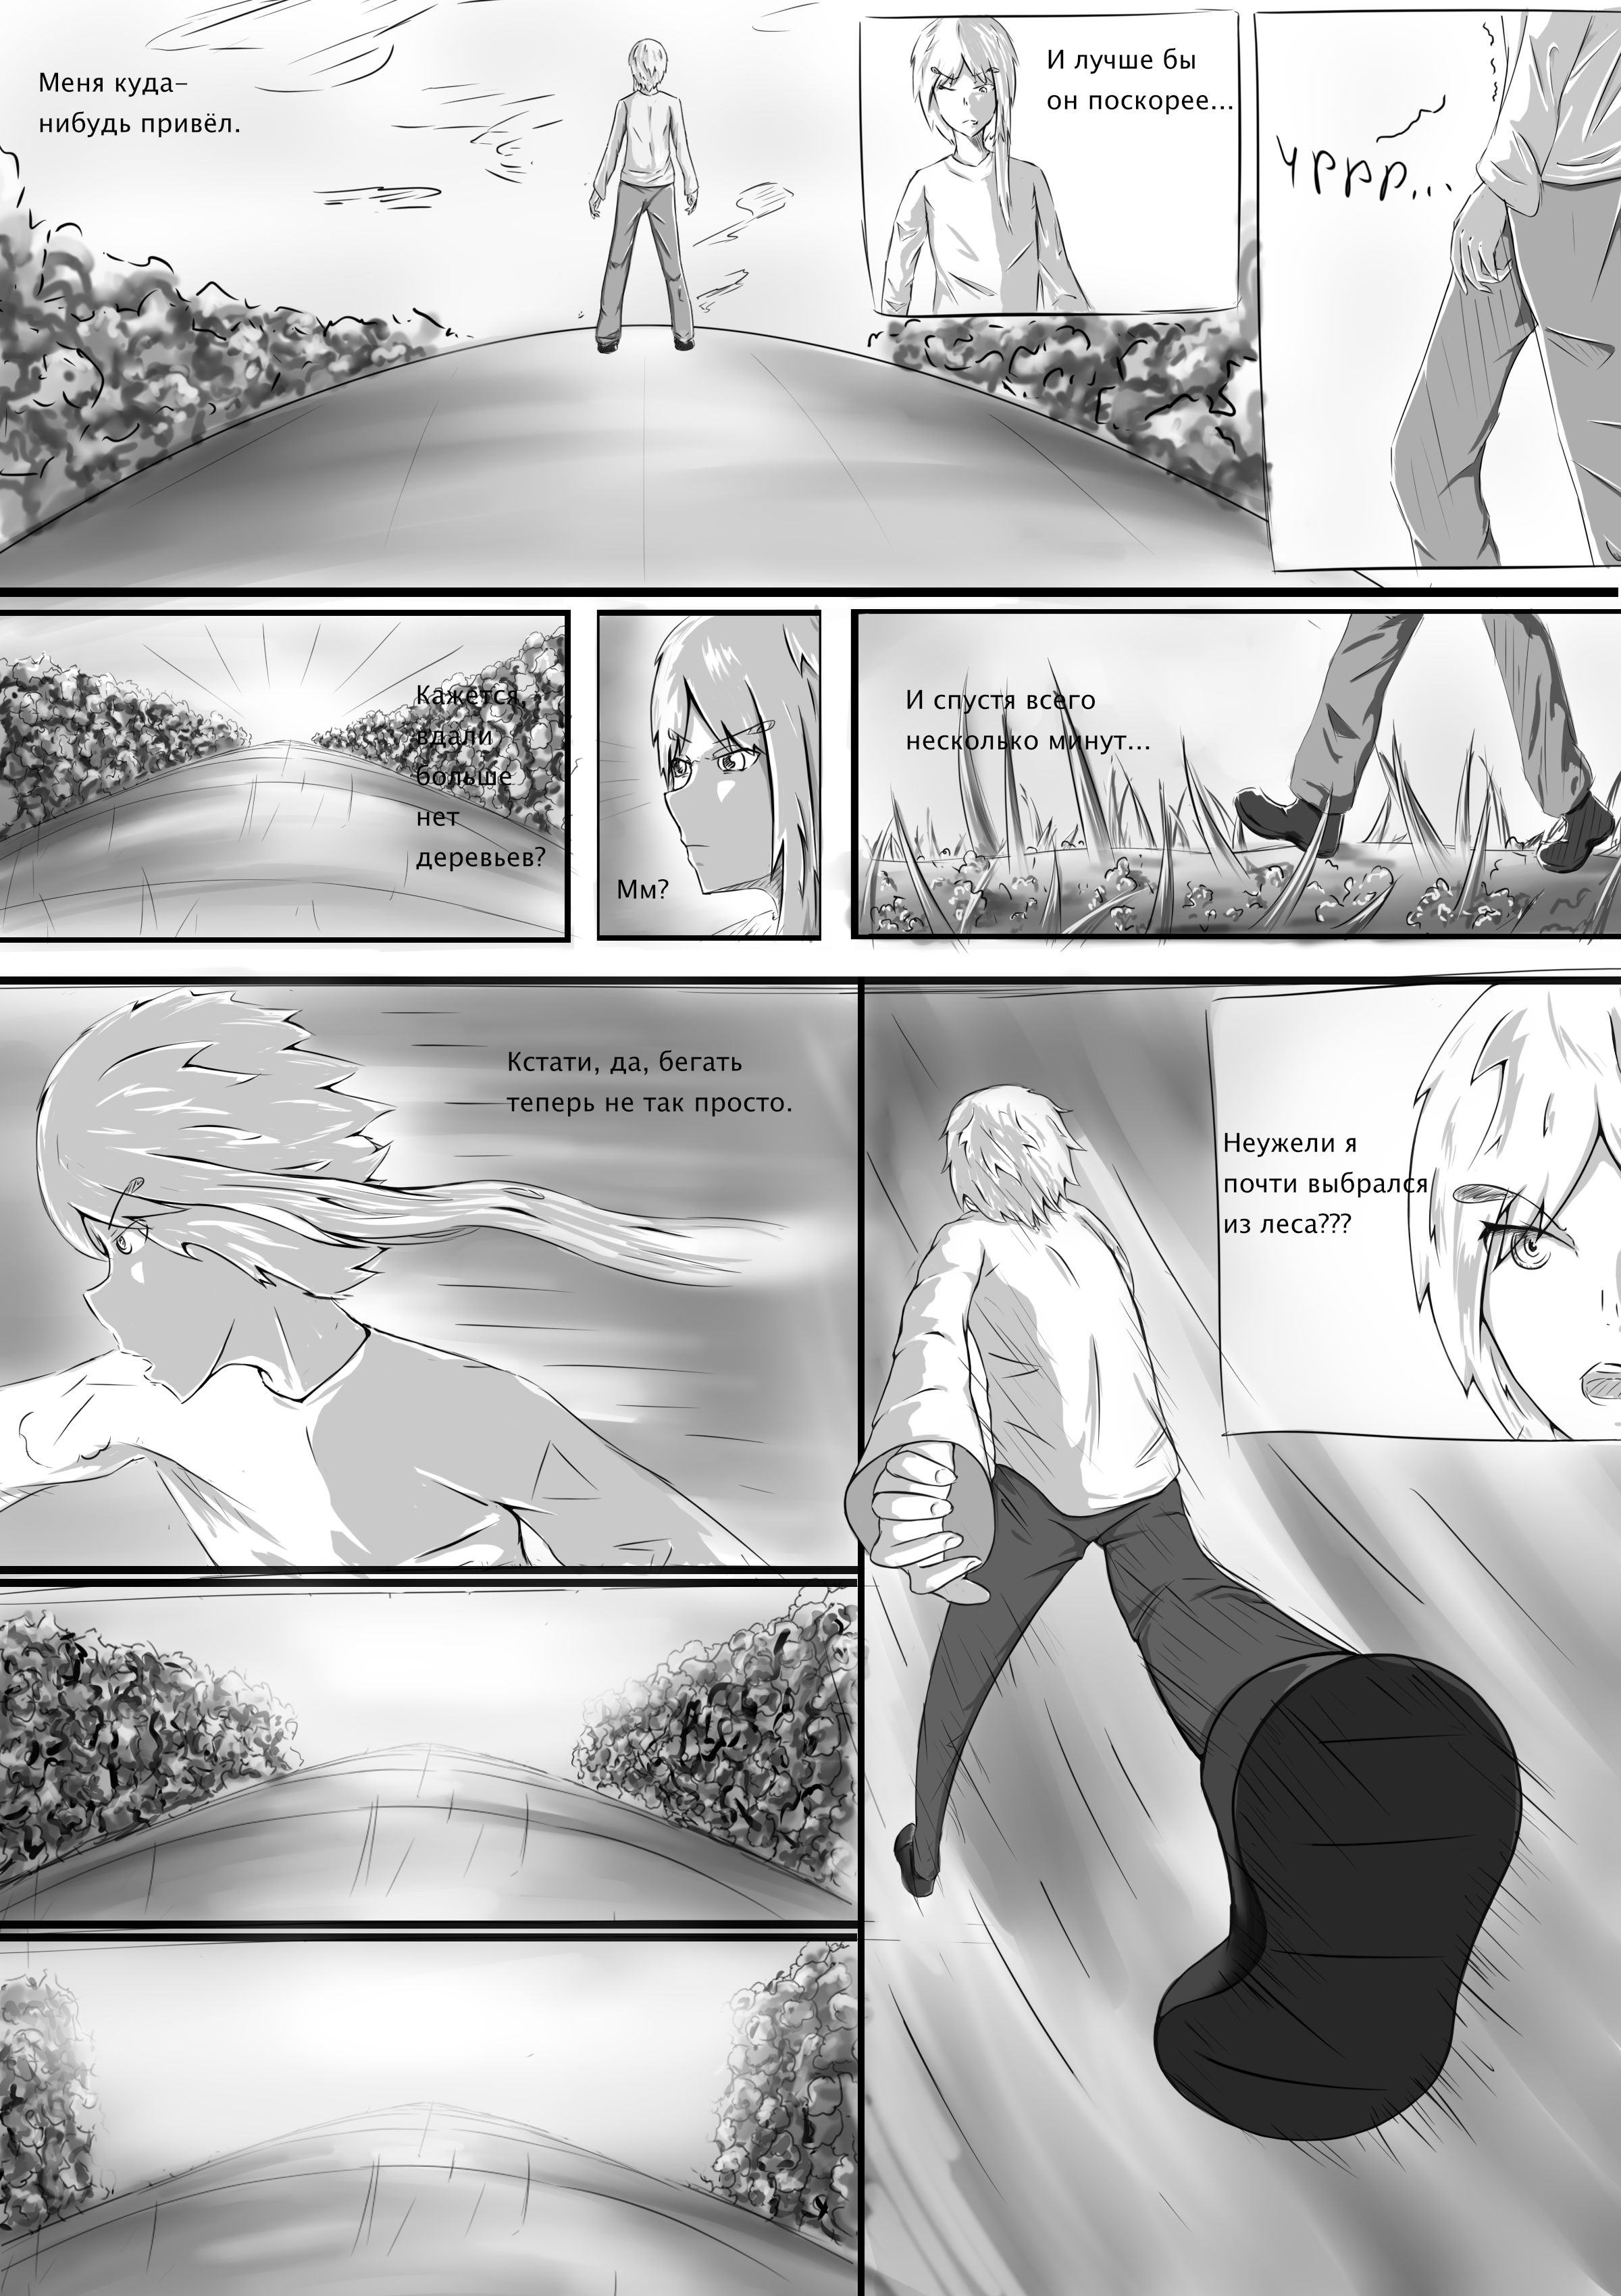 Урррр...
И лучше бы
он поскорее...
Меня куда-
нибудь привёл.
И спустя всего
несколько минут...
Мм?
Кажется,
вдали
больше
нет
деревьев?
Неужели я
почти выбрался
из леса???
Кстати, да, бегать
теперь не так просто.